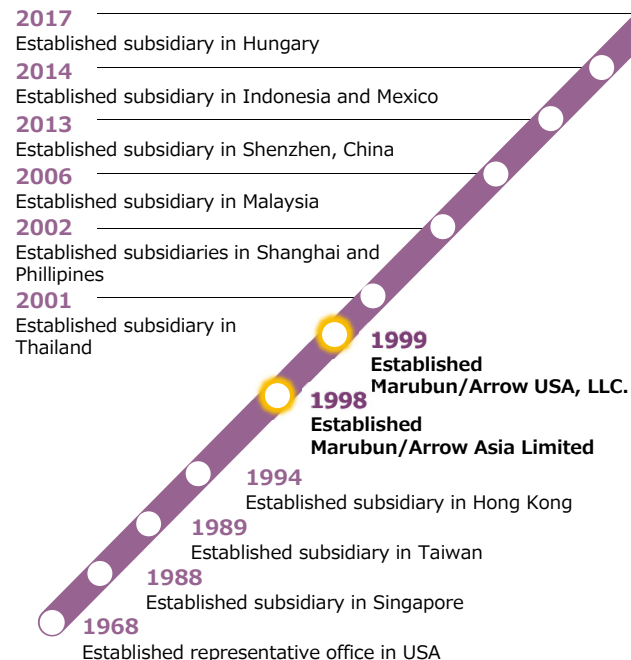 2017
Established subsidiary in Hungary
2014
Established subsidiary in Indonesia and Mexico
2013
Established subsidiary in Shenzhen, China
2006
Established subsidiary in Malaysia
2002
Established subsidiaries in Shanghai and
Phillipines
2001
Established subsidiary in
Thailand
1999
Established
Marubun/Arrow USA, LLC.
1998
Established
Marubun/Arrow Asia Limited
1994
Established subsidiary in Hong Kong
1989
Established subsidiary in Taiwan
1988
Established subsidiary in Singapore
1968
Established representative office in USA